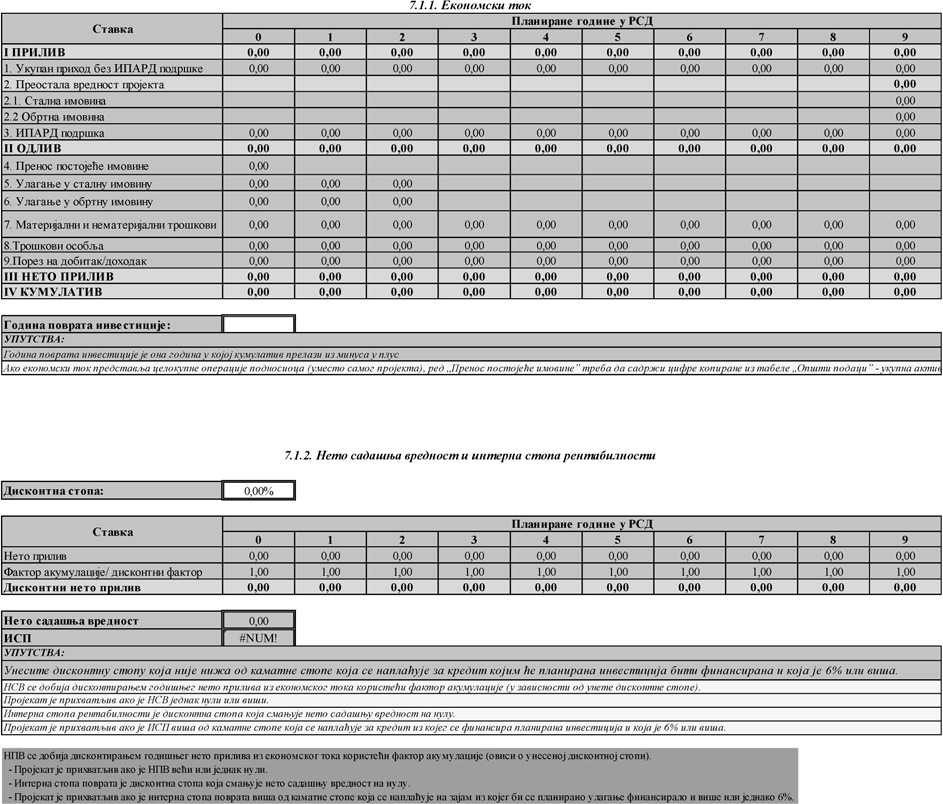 7.1.1. Економски ток
Ставка Планиране године у РСД
0 1 2 3 4 5 6 7 8 9
I ПРИЛИВ 0,00 0,00 0,00 0,00 0,00 0,00 0,00 0,00 0,00 0,00
1. Укупан приход без ИПАРД подршке 0,00 0,00 0,00 0,00 0,00 0,00 0,00 0,00 0,00 0,00
2. Преостала вредност пројекта 0,00
2.1. Стална имовина 0,00
2.2 Обртна имовина 0,00
3. ИПАРД подршка 0,00 0,00 0,00 0,00 0,00 0,00 0,00 0,00 0,00 0,00
II ОДЛИВ 0,00 0,00 0,00 0,00 0,00 0,00 0,00 0,00 0,00 0,00
4. Пренос постојеће имовине 0,00
5. Улагање у сталну имовину 0,00 0,00 0,00
6. Улагање у обртну имовину 0,00 0,00 0,00
7. Материјални и нематеријални трошкови 0,00 0,00 0,00 0,00 0,00 0,00 0,00 0,00 0,00 0,00
8.Трошкови особља 0,00 0,00 0,00 0,00 0,00 0,00 0,00 0,00 0,00 0,00
9.Порез на добитак/доходак 0,00 0,00 0,00 0,00 0,00 0,00 0,00 0,00 0,00 0,00
III НЕТО ПРИЛИВ 0,00 0,00 0,00 0,00 0,00 0,00 0,00 0,00 0,00 0,00
IV КУМУЛАТИВ 0,00 0,00 0,00 0,00 0,00 0,00 0,00 0,00 0,00 0,00
Година поврата инвестиције:
УПУТСТВА:
Година поврата инвестиције је она година у којој кумулатив прелази из минуса у плус
Ако економски ток представља целокупне операције подносиоца (уместо самог пројекта), ред „Пренос постојеће имовине” треба да садржи цифре копиране из табеле „Општи подаци” - укупна актив
7.1.2. Нето садашња вредност и интерна стопа рентабилности
Дисконтна стопа: 0,00%
Ставка Планиране године у РСД
0 1 2 3 4 5 6 7 8 9
Нето прилив 0,00 0,00 0,00 0,00 0,00 0,00 0,00 0,00 0,00 0,00
Фактор акумулације/ дисконтни фактор 1,00 1,00 1,00 1,00 1,00 1,00 1,00 1,00 1,00 1,00
Дисконтни нето прилив 0,00 0,00 0,00 0,00 0,00 0,00 0,00 0,00 0,00 0,00
Нето садашња вредност 0,00
ИСП #NUM!
УПУТСТВА:
Унесите дисконтну стопу која није нижа од каматне стопе која се наплаћује за кредит којим ће планирана инвестиција бити финансирана и која је 6% или виша.
НСВ се добија дисконтирањем годишњег нето прилива из економског тока користећи фактор акумулације (у зависности од унете дисконтне стопе).
Пројекат је прихватљив ако је НСВ једнак нули или виши.
Интерна стопа рентабилности је дисконтна стопа која смањује нето садашњу вредност на нулу.
Пројекат је прихватљив ако је ИСП виша од каматне стопе која се наплаћује за кредит из којег се финансира планирана инвестиција и која је 6% или виша.
НПВ се добија дисконтирањем годишњег нето прилива из економског тока користећи фактор акумулације (овиси о унесеној дисконтној стопи).
- Пројекат је прихватљив ако је НПВ већи или једнак нули.
- Интерна стопа поврата је дисконтна стопа која смањује нето садашњу вредност на нулу.
- Пројекат је прихватљив ако је интерна стопа поврата виша од каматне стопе која се наплаћује на зајам из којег би се планирано улагање финансирало и више или једнако 6%.